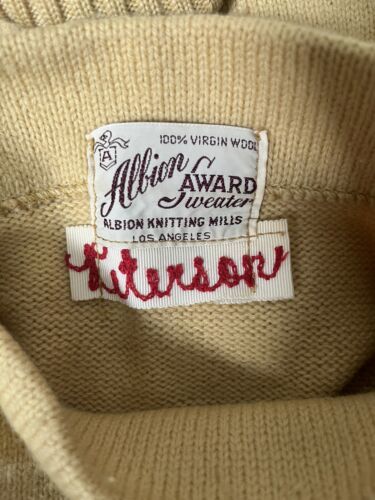 100% VIRGIN WOOL
A
Albion
AWARD
Sweater
ALBION KNITTING MILLS
LOS ANGELES
Peterson